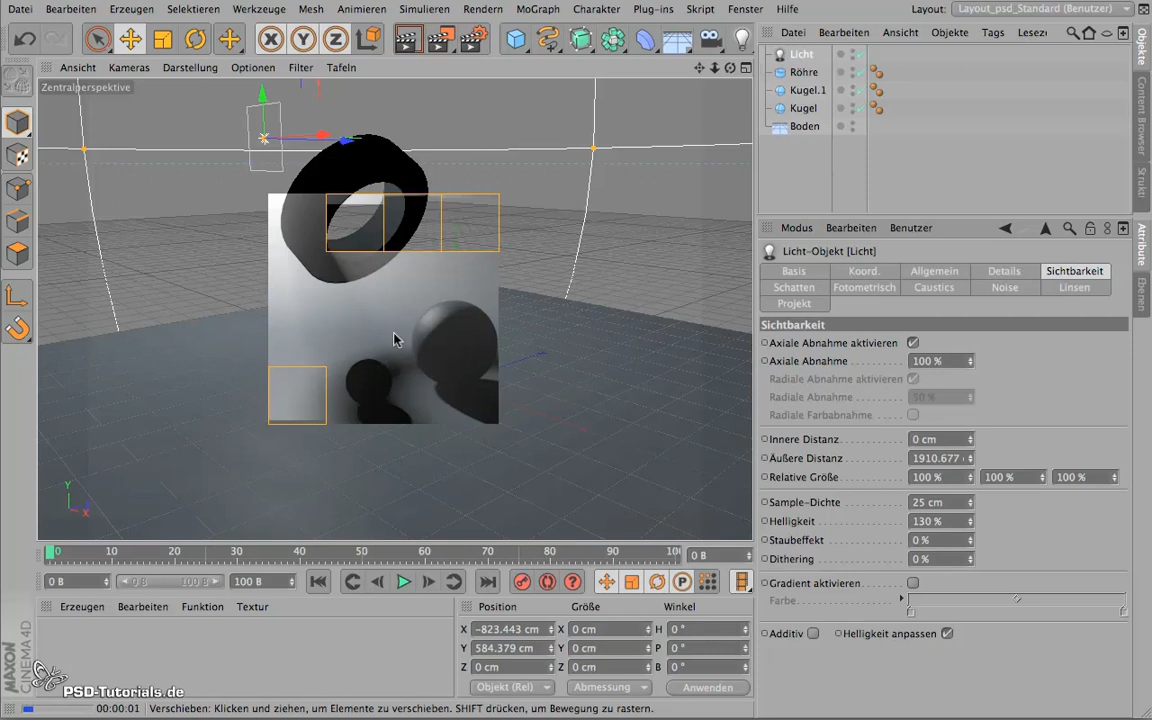 Datei Bearbeiten Erzeugen Selektieren Werkzeuge Mesh Animieren Simulieren Rendern MoGraph Charakter Plug-ins Skript Fenster Hilfe Layout: Layout_psd_Standard (Benutzer)
Ansicht Kameras Darstellung Optionen Filter Tafeln
Zentralperspektive
Datei Bearbeiten Ansicht Objekte Tags Lesez
Licht
Röhre
Kugel.1
Kugel
Boden
Objekte
Content Browser
Struktu
Attribute
Ebenen
Modus Bearbeiten Benutzer
Licht-Objekt [Licht]
Basis Koord. Allgemein Details Sichtbarkeit
Schatten Fotometrisch Caustics Noise Linsen
Projekt
Sichtbarkeit
Axiale Abnahme aktivieren
Axiale Abnahme 100 %
Radiale Abnahme aktivieren
Radiale Abnahme 50 %
Radiale Farbabnahme
Innere Distanz 0 cm
Äußere Distanz 1910.677
Relative Größe 100 % 100 % 100 %
Sample-Dichte 25 cm
Helligkeit 130 %
Staubeffekt 0 %
Dithering 0 %
Gradient aktivieren
Farbe
Additiv Helligkeit anpassen
Y
X
0 10 20 30 40 50 60 70 80 90 10 0 B
0 B 0 B 100 B 100 B
Erzeugen Bearbeiten Funktion Textur
Position Größe Winkel
X -823.443 cm X 0 cm H 0 °
Y 584.379 cm Y 0 cm P 0 °
Z 0 cm Z 0 cm B 0 °
Objekt (Rel) Abmessung Anwenden
MAXON CINEMA 4D
PSD-Tutorials.de
00:00:01 Verschieben: Klicken und ziehen, um Elemente zu verschieben. SHIFT drücken, um Bewegung zu rastern.